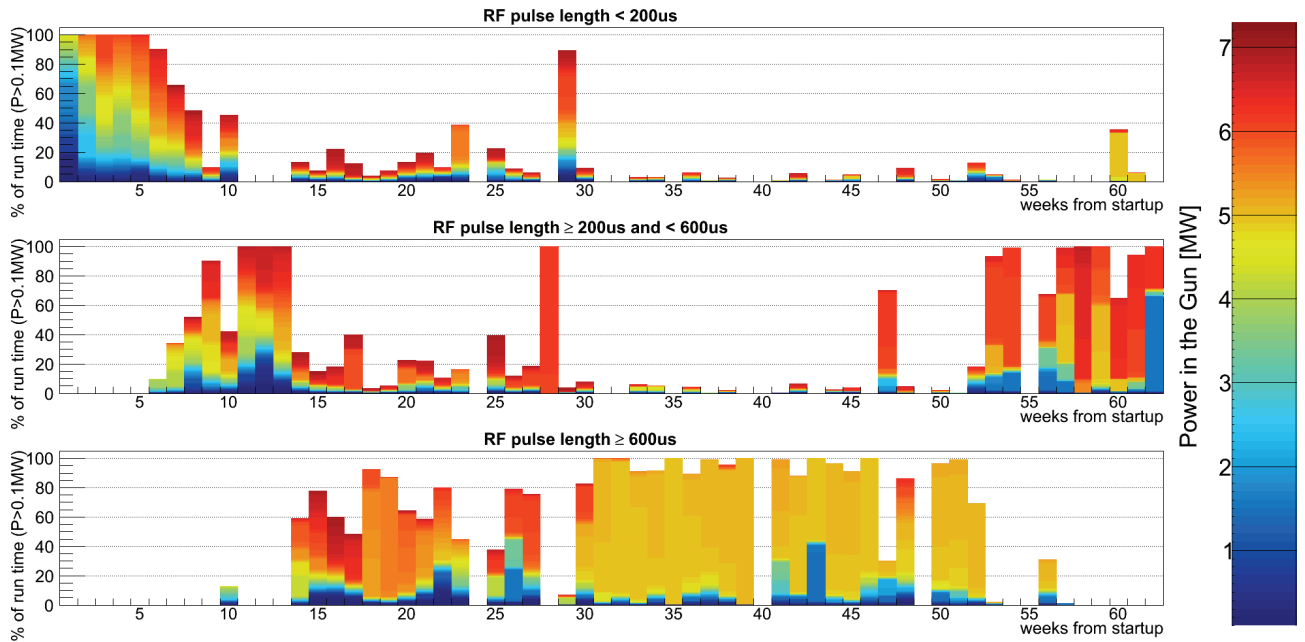 RF pulse length < 200us
% of run time (P>0.1MW)
100
80
60
40
20
0
5 10 15 20 25 30 35 40 45 50 55 60
weeks from startup
RF pulse length ≥ 200us and < 600us
% of run time (P>0.1MW)
100
80
60
40
20
0
5 10 15 20 25 30 35 40 45 50 55 60
weeks from startup
RF pulse length ≥ 600us
% of run time (P>0.1MW)
100
80
60
40
20
0
5 10 15 20 25 30 35 40 45 50 55 60
weeks from startup
Power in the Gun [MW]
7
6
5
4
3
2
1